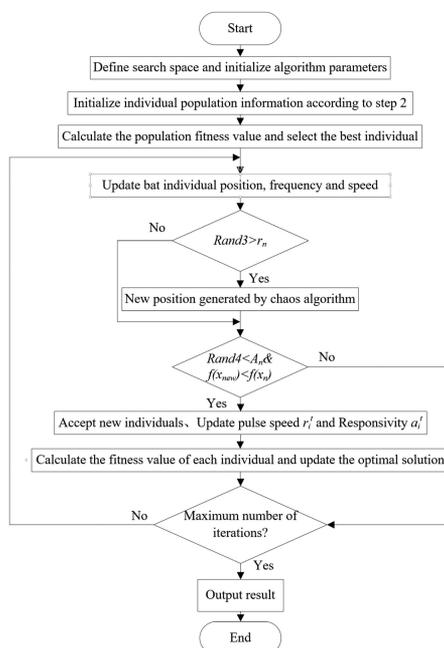 Start
Define search space and initialize algorithm parameters
Initialize individual population information according to step 2
Calculate the population fitness value and select the best individual
Update bat individual position, frequency and speed
No
Rand3>rn
Yes
New position generated by chaos algorithm
Rand4<An&
f(xnew)<f(xn)
No
Yes
Accept new individuals、Update pulse speed r_i^t and Responsivity a_i^t
Calculate the fitness value of each individual and update the optimal solution
No
Maximum number of
iterations?
Yes
Output result
End